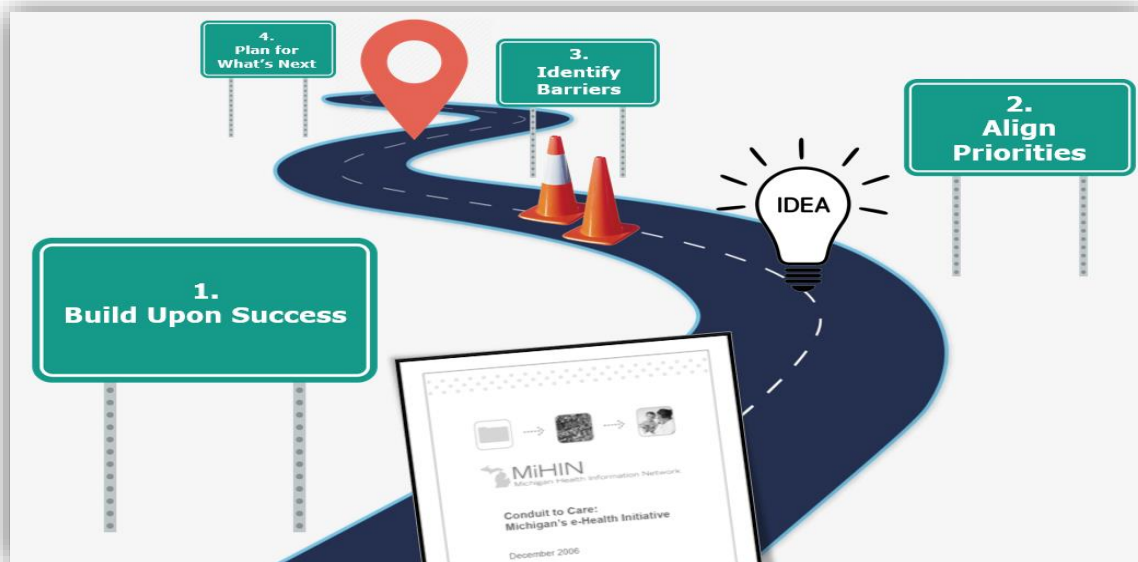 4.
Plan for
What's Next
3.
Identify
Barriers
2.
Align
Priorities
IDEA
1.
Build Upon Success
MiHIN
Michigan Health Information Network
Conduit to Care:
Michigan's e-Health Initiative
December 2006